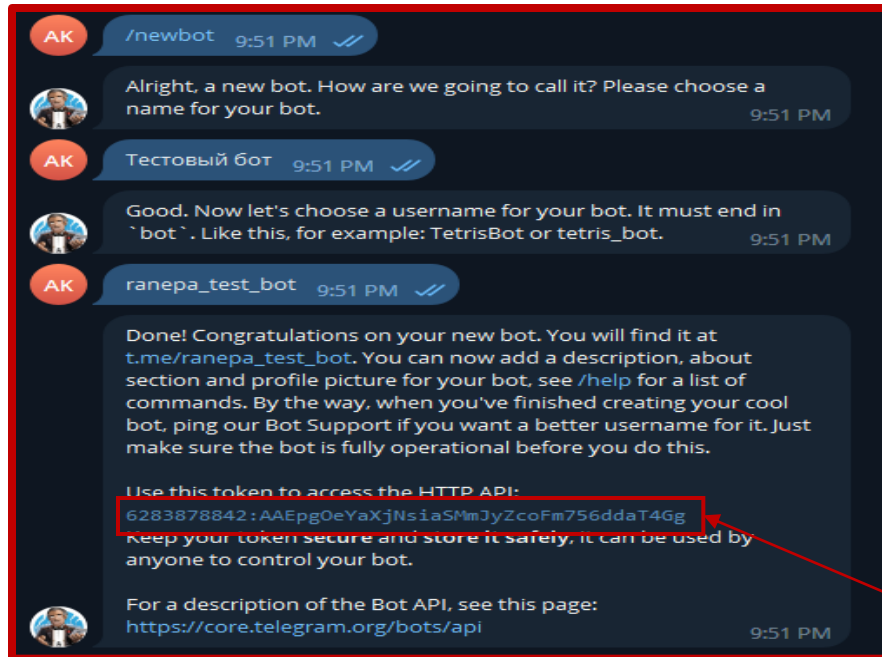 AK
/newbot 9:51 PM
Alright, a new bot. How are we going to call it? Please choose a
name for your bot.
9:51 PM
AK
Тестовый бот 9:51 PM
Good. Now let's choose a username for your bot. It must end in
`bot`. Like this, for example: TetrisBot or tetris_bot.
9:51 PM
AK
ranepa_test_bot 9:51 PM
Done! Congratulations on your new bot. You will find it at
t.me/ranepa_test_bot. You can now add a description, about
section and profile picture for your bot, see /help for a list of
commands. By the way, when you've finished creating your cool
bot, ping our Bot Support if you want a better username for it. Just
make sure the bot is fully operational before you do this.
Use this token to access the HTTP API:
6283878842:AAEpgOeYaXjNsiaSMmJyZcoFm756ddaT4Gg
Keep your token secure and store it safely, it can be used by
anyone to control your bot.
For a description of the Bot API, see this page:
https://core.telegram.org/bots/api
9:51 PM